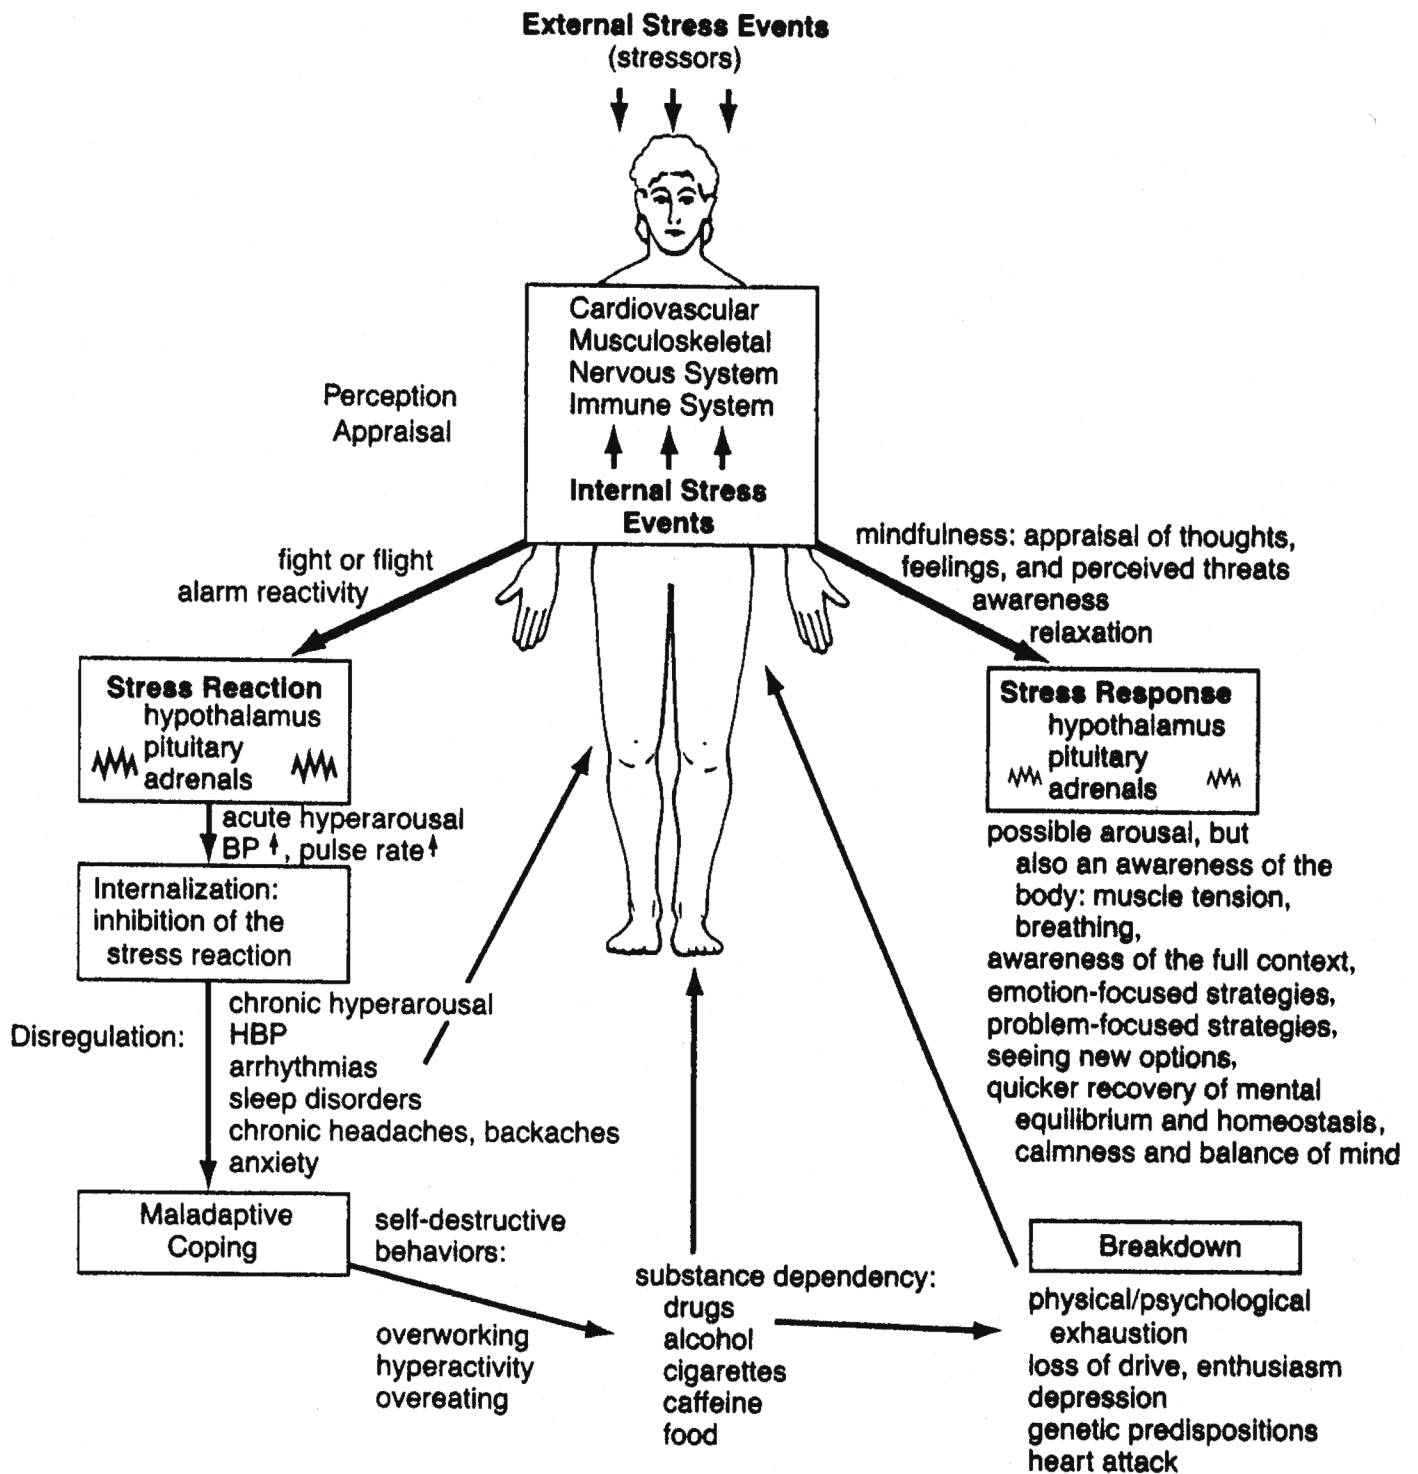 External Stress Events
(stressors)
Cardiovascular
Musculoskeletal
Nervous System
Immune System
Perception
Appraisal
Internal Stress
Events
fight or flight
alarm reactivity
mindfulness: appraisal of thoughts,
feelings, and perceived threats
awareness
relaxation
Stress Reaction
hypothalamus
pituitary
adrenals
acute hyperarousal
BP ↑, pulse rate ↑
Internalization:
inhibition of the
stress reaction
Disregulation:
chronic hyperarousal
HBP
arrhythmias
sleep disorders
chronic headaches, backaches
anxiety
Maladaptive
Coping
self-destructive
behaviors:
overworking
hyperactivity
overeating
substance dependency:
drugs
alcohol
cigarettes
caffeine
food
Stress Response
hypothalamus
pituitary
adrenals
possible arousal, but
also an awareness of the
body: muscle tension,
breathing,
awareness of the full context,
emotion-focused strategies,
problem-focused strategies,
seeing new options,
quicker recovery of mental
equilibrium and homeostasis,
calmness and balance of mind
Breakdown
physical/psychological
exhaustion
loss of drive, enthusiasm
depression
genetic predispositions
heart attack